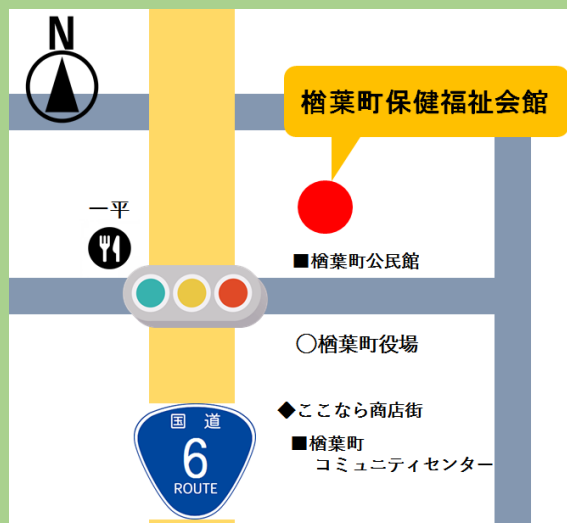 N
楢葉町保健福祉会館
一平
■楢葉町公民館
○楢葉町役場
◆ここなら商店街
■楢葉町
コミュニティセンター
国道
6
ROUTE